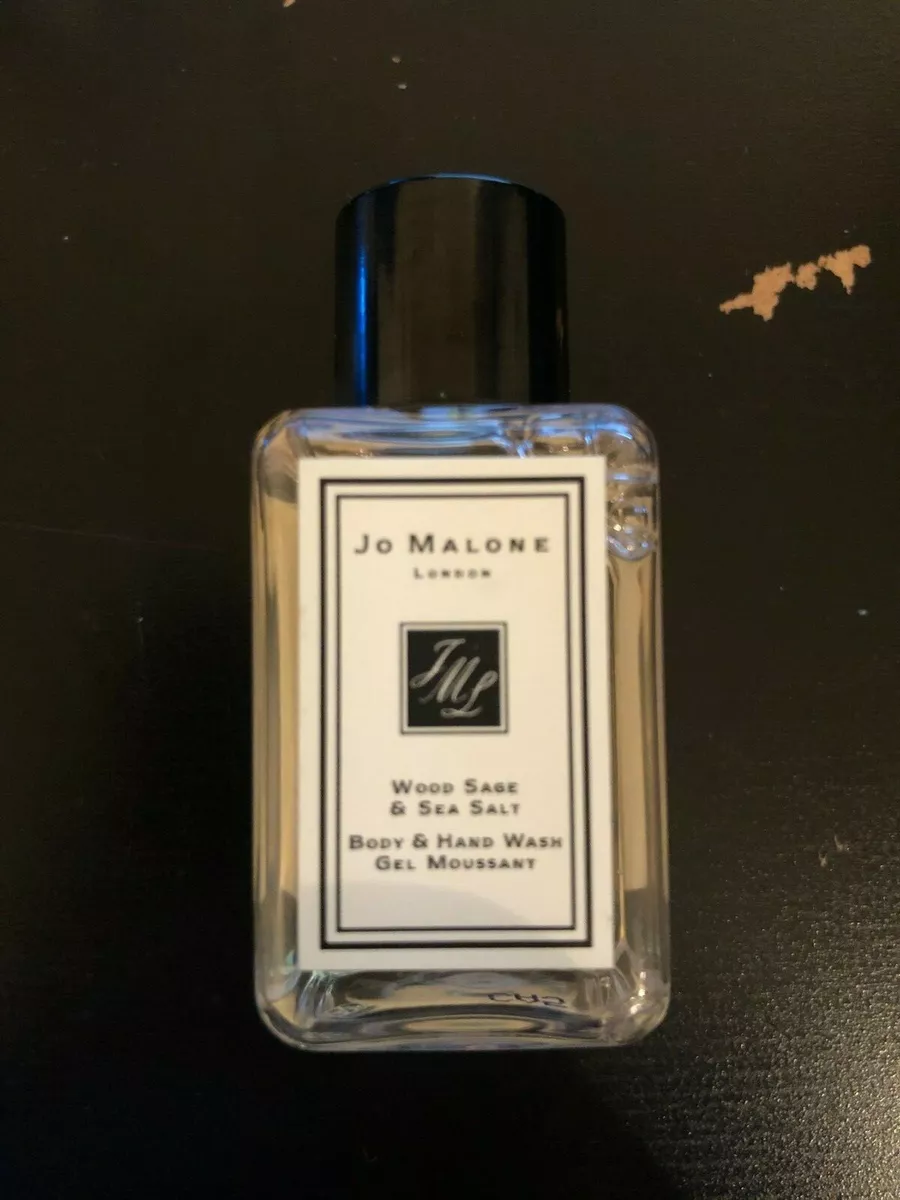 Jo Malone
London
JML
Wood Sage
& Sea Salt
Body & Hand Wash
Gel Moussant